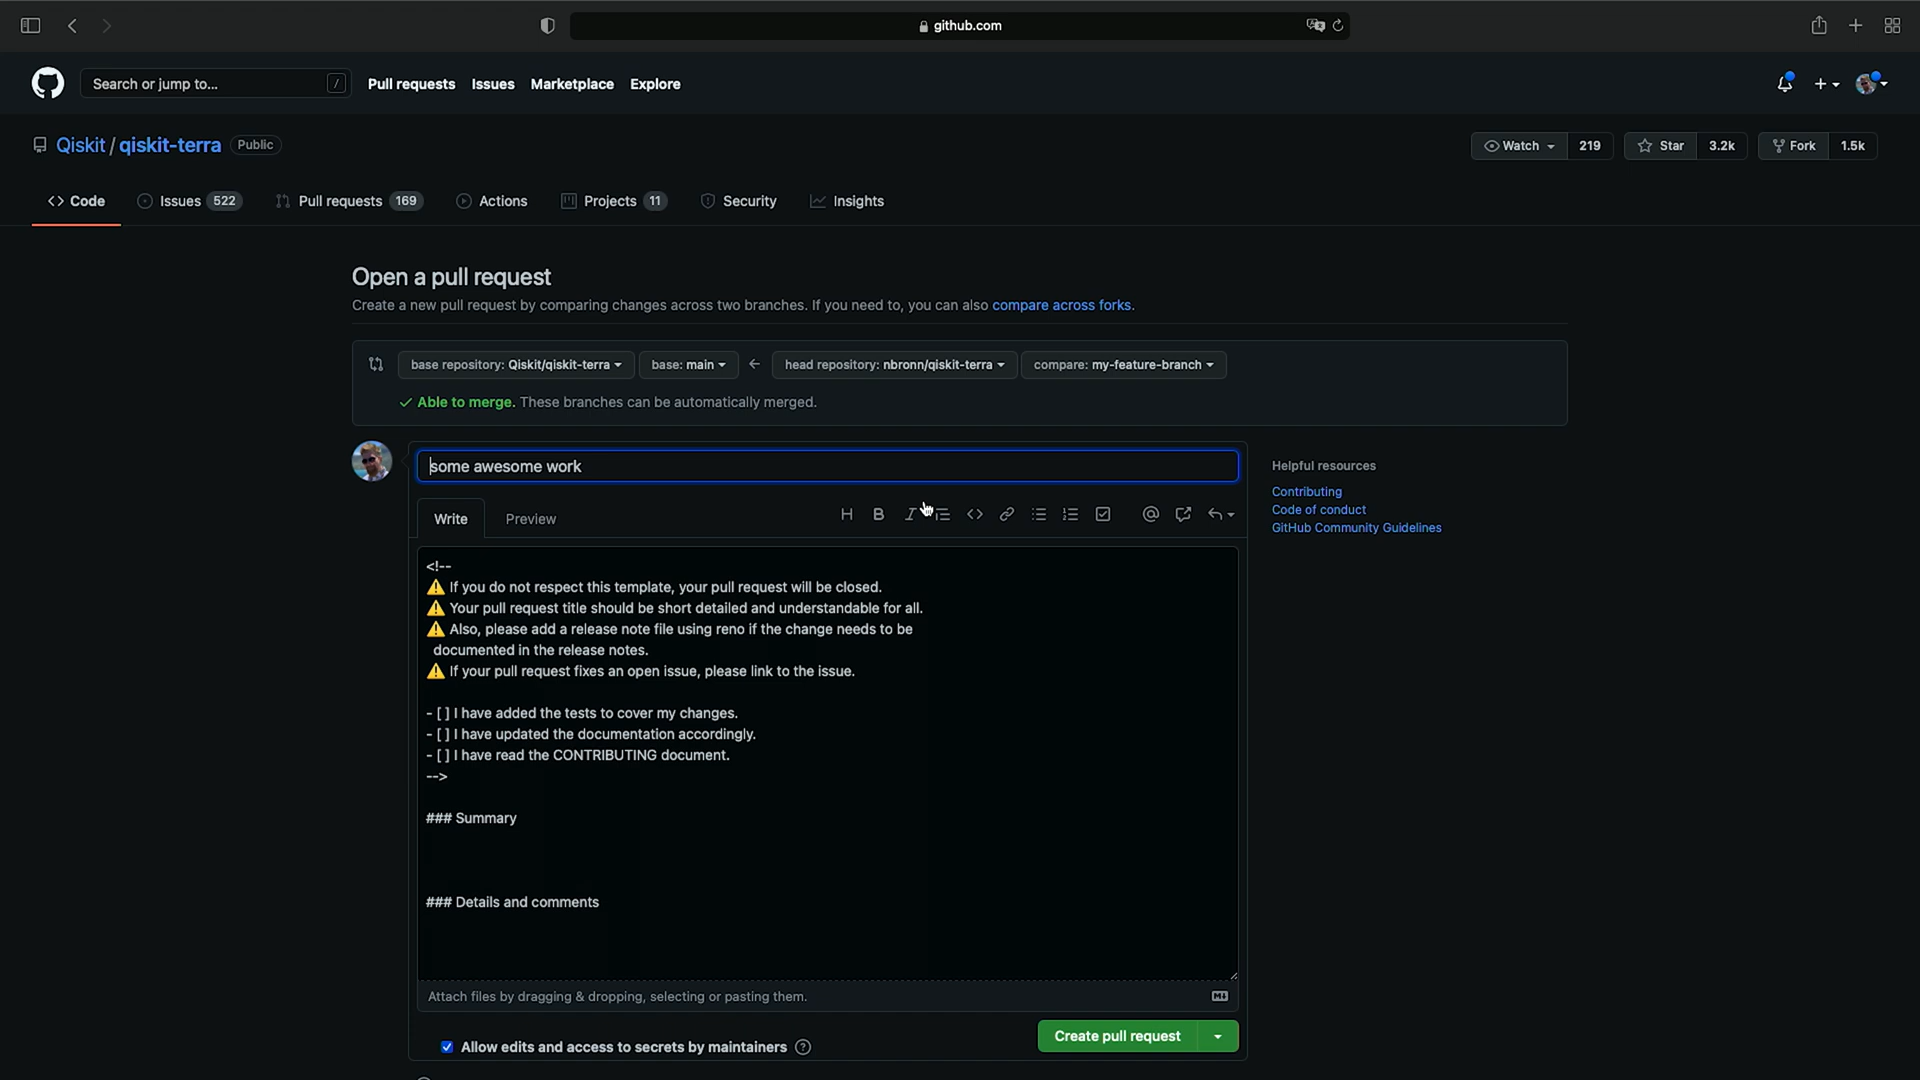 github.com
Search or jump to... /
Pull requests Issues Marketplace Explore
Qiskit / qiskit-terra Public
Watch 219 Star 3.2k Fork 1.5k
<> Code Issues 522 Pull requests 169 Actions Projects 11 Security Insights
Open a pull request
Create a new pull request by comparing changes across two branches. If you need to, you can also compare across forks.
base repository: Qiskit/qiskit-terra base: main ← head repository: nbronn/qiskit-terra compare: my-feature-branch
✓ Able to merge. These branches can be automatically merged.
some awesome work
Write Preview
<!--
⚠️ If you do not respect this template, your pull request will be closed.
⚠️ Your pull request title should be short detailed and understandable for all.
⚠️ Also, please add a release note file using reno if the change needs to be
documented in the release notes.
⚠️ If your pull request fixes an open issue, please link to the issue.
- [ ] I have added the tests to cover my changes.
- [ ] I have updated the documentation accordingly.
- [ ] I have read the CONTRIBUTING document.
-->
### Summary
### Details and comments
Attach files by dragging & dropping, selecting or pasting them.
Allow edits and access to secrets by maintainers
Create pull request
Helpful resources
Contributing
Code of conduct
GitHub Community Guidelines